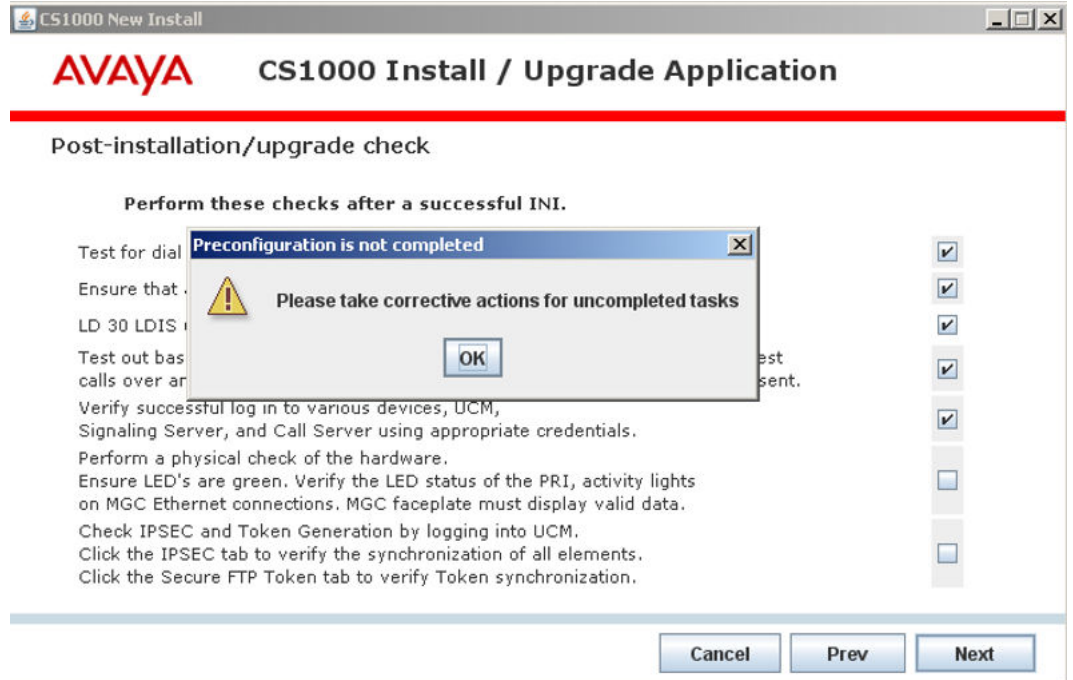 CS1000 New Install
AVAYA CS1000 Install / Upgrade Application
Post-installation/upgrade check
Perform these checks after a successful INI.
Test for dial
Preconfiguration is not completed
Ensure that
Please take corrective actions for uncompleted tasks
LD 30 LDIS
OK
Test out bas est
calls over an sent.
Verify successful log in to various devices, UCM,
Signaling Server, and Call Server using appropriate credentials.
Perform a physical check of the hardware.
Ensure LED's are green. Verify the LED status of the PRI, activity lights
on MGC Ethernet connections. MGC faceplate must display valid data.
Check IPSEC and Token Generation by logging into UCM.
Click the IPSEC tab to verify the synchronization of all elements.
Click the Secure FTP Token tab to verify Token synchronization.
Cancel Prev Next